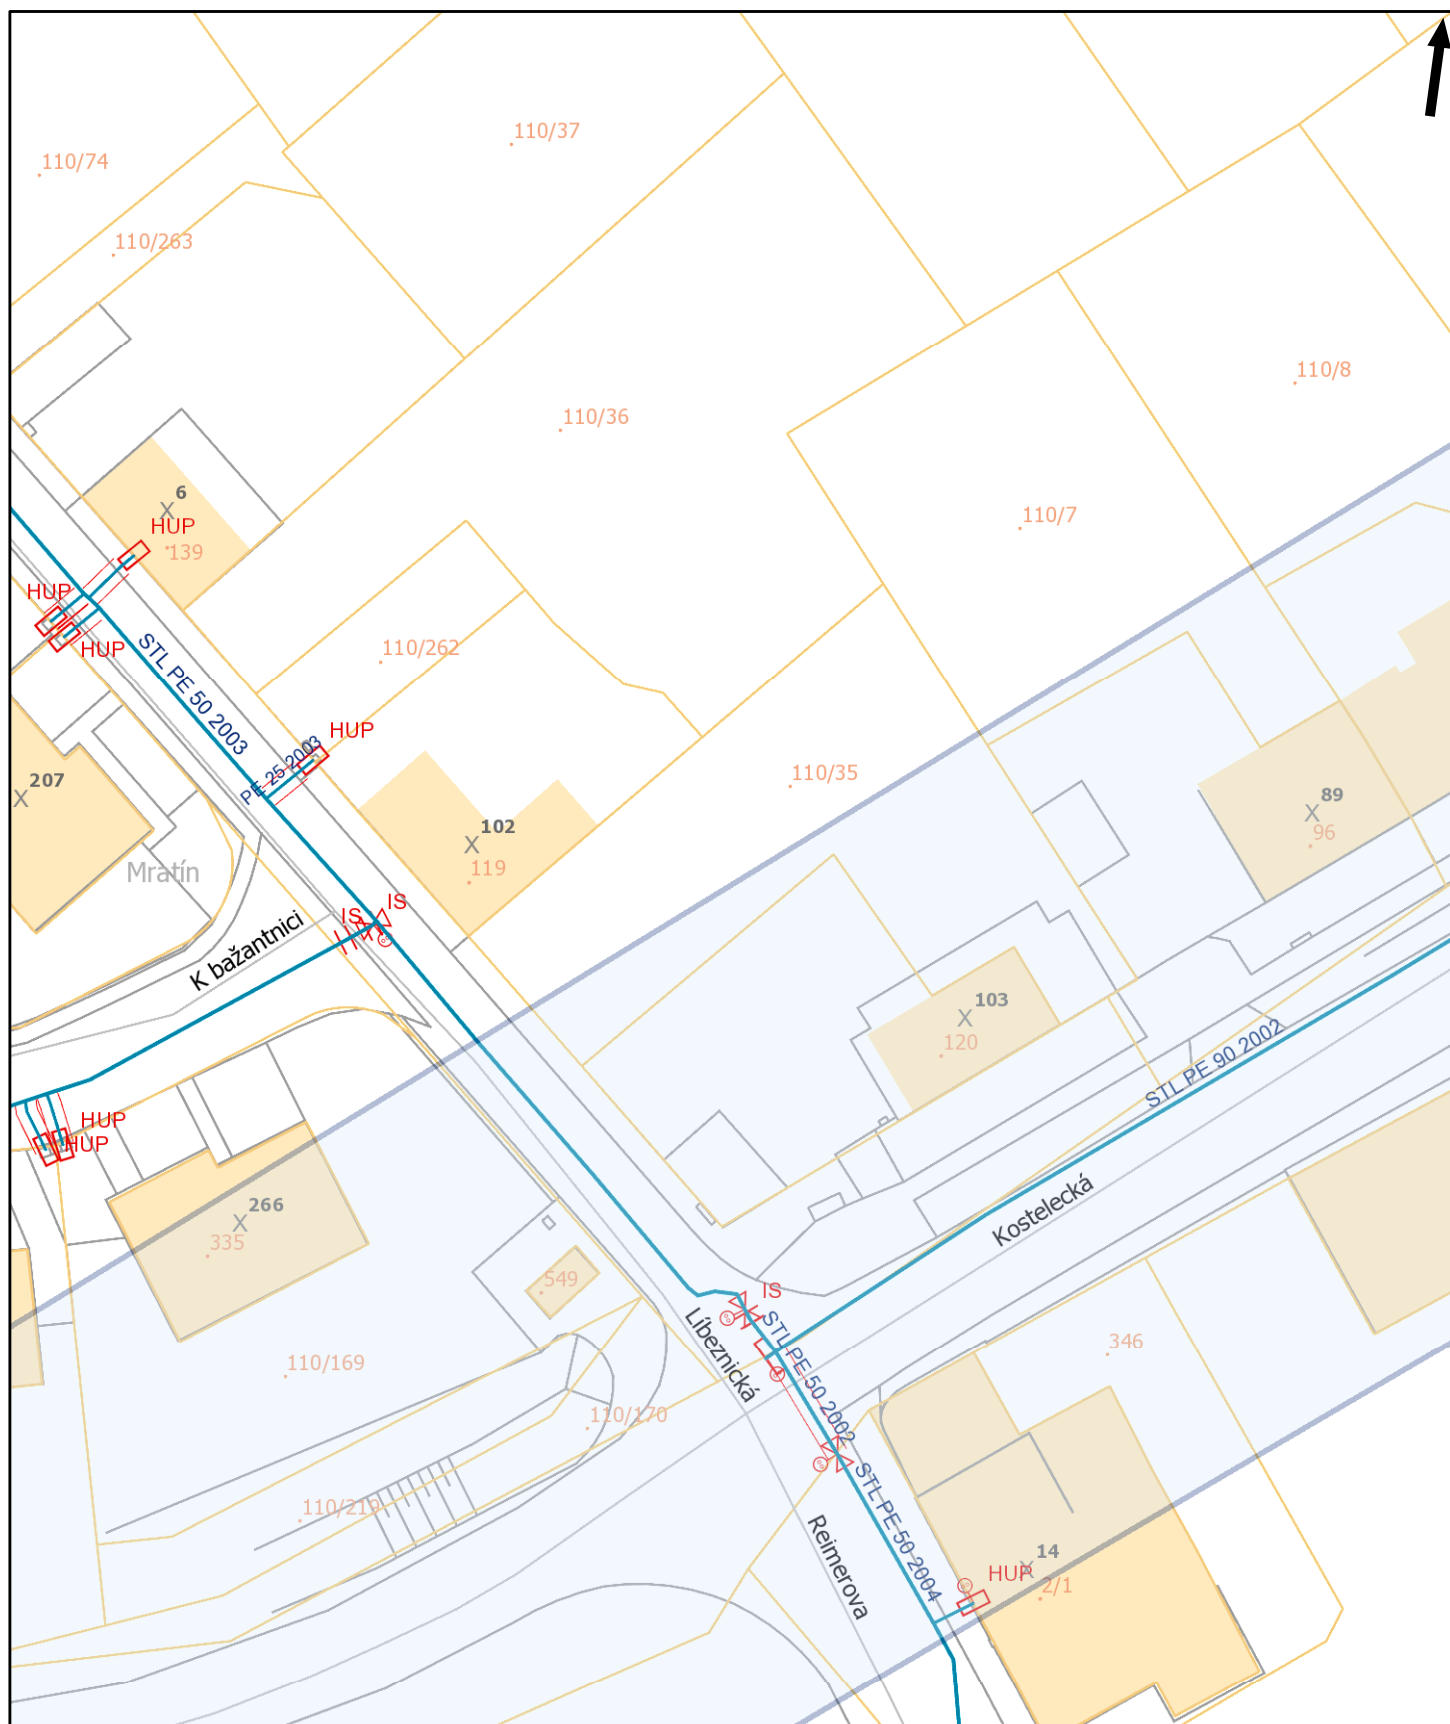 110/37
110/74
110/263
110/8
110/36
6
HUP
139
110/7
HUP
HUP
110/262
STL PE 50 2003
HUP
PE 25 2003
110/35
207
89
102
96
119
Mratín
IS
IS
K bažantnici
103
120
STL PE 90 2002
HUP
HUP
266
Kostelecká
335
549
IS
Líbeznická
STL PE 50 2002
346
110/169
110/170
STL PE 50 2004
110/219
Reimerova
14
HUP
2/1